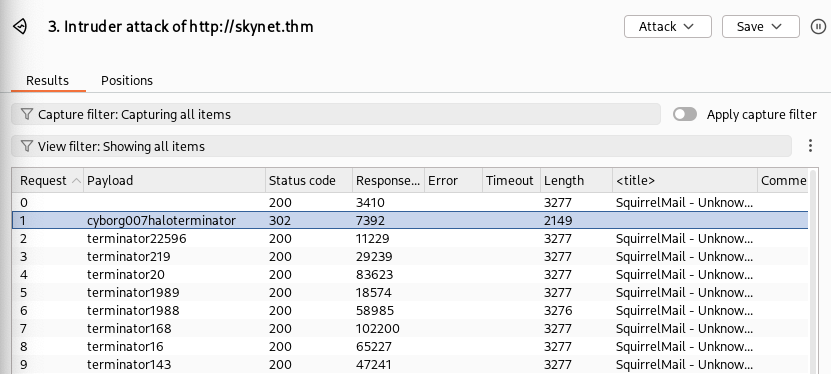 3. Intruder attack of http://skynet.thm Attack Save
Results Positions
Capture filter: Capturing all items Apply capture filter
View filter: Showing all items
Request Payload Status code Response... Error Timeout Length <title> Comme
0 200 3410 3277 SquirrelMail - Unknow...
1 cyborg007haloterminator 302 7392 2149
2 terminator22596 200 11229 3277 SquirrelMail - Unknow...
3 terminator219 200 29239 3277 SquirrelMail - Unknow...
4 terminator20 200 83623 3277 SquirrelMail - Unknow...
5 terminator1989 200 18574 3277 SquirrelMail - Unknow...
6 terminator1988 200 58985 3276 SquirrelMail - Unknow...
7 terminator168 200 102200 3277 SquirrelMail - Unknow...
8 terminator16 200 65227 3277 SquirrelMail - Unknow...
9 terminator143 200 47241 3277 SquirrelMail - Unknow...